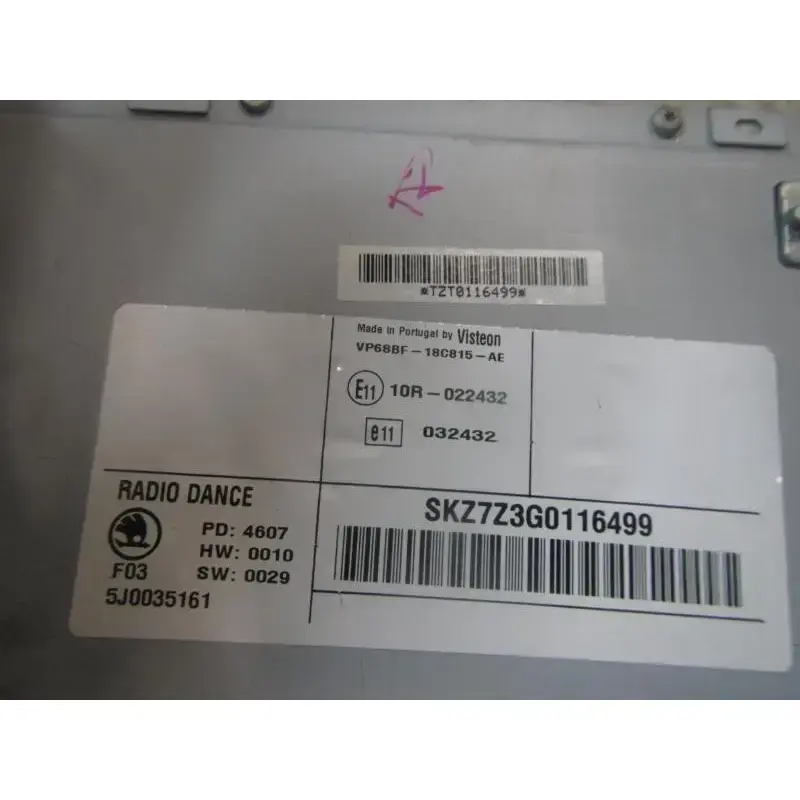 *TZT0116499*
Made in Portugal by Visteon
VP68BF-18C815-AE
E11 10R-022432
e11 032432
RADIO DANCE
PD: 4607
HW: 0010
F03 SW: 0029
5J0035161
SKZ7Z3G0116499